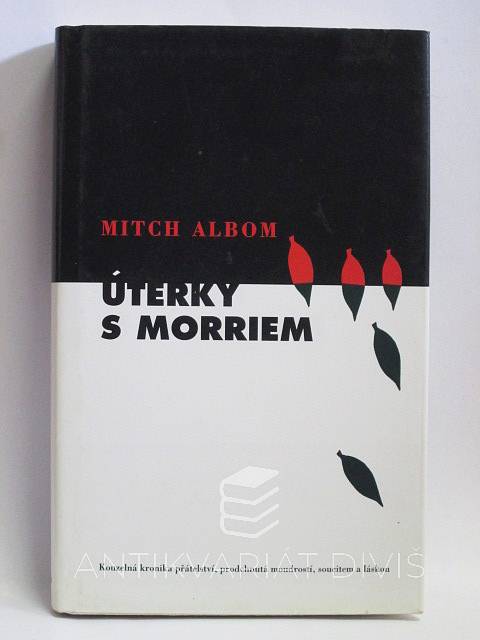 MITCH ALBOM
ÚTERKY
S MORRIEM
Kouzelná kronika přátelství, prodchnutá moudrostí, soucitem a láskou
ANTIKVARIÁT DIVIŠ